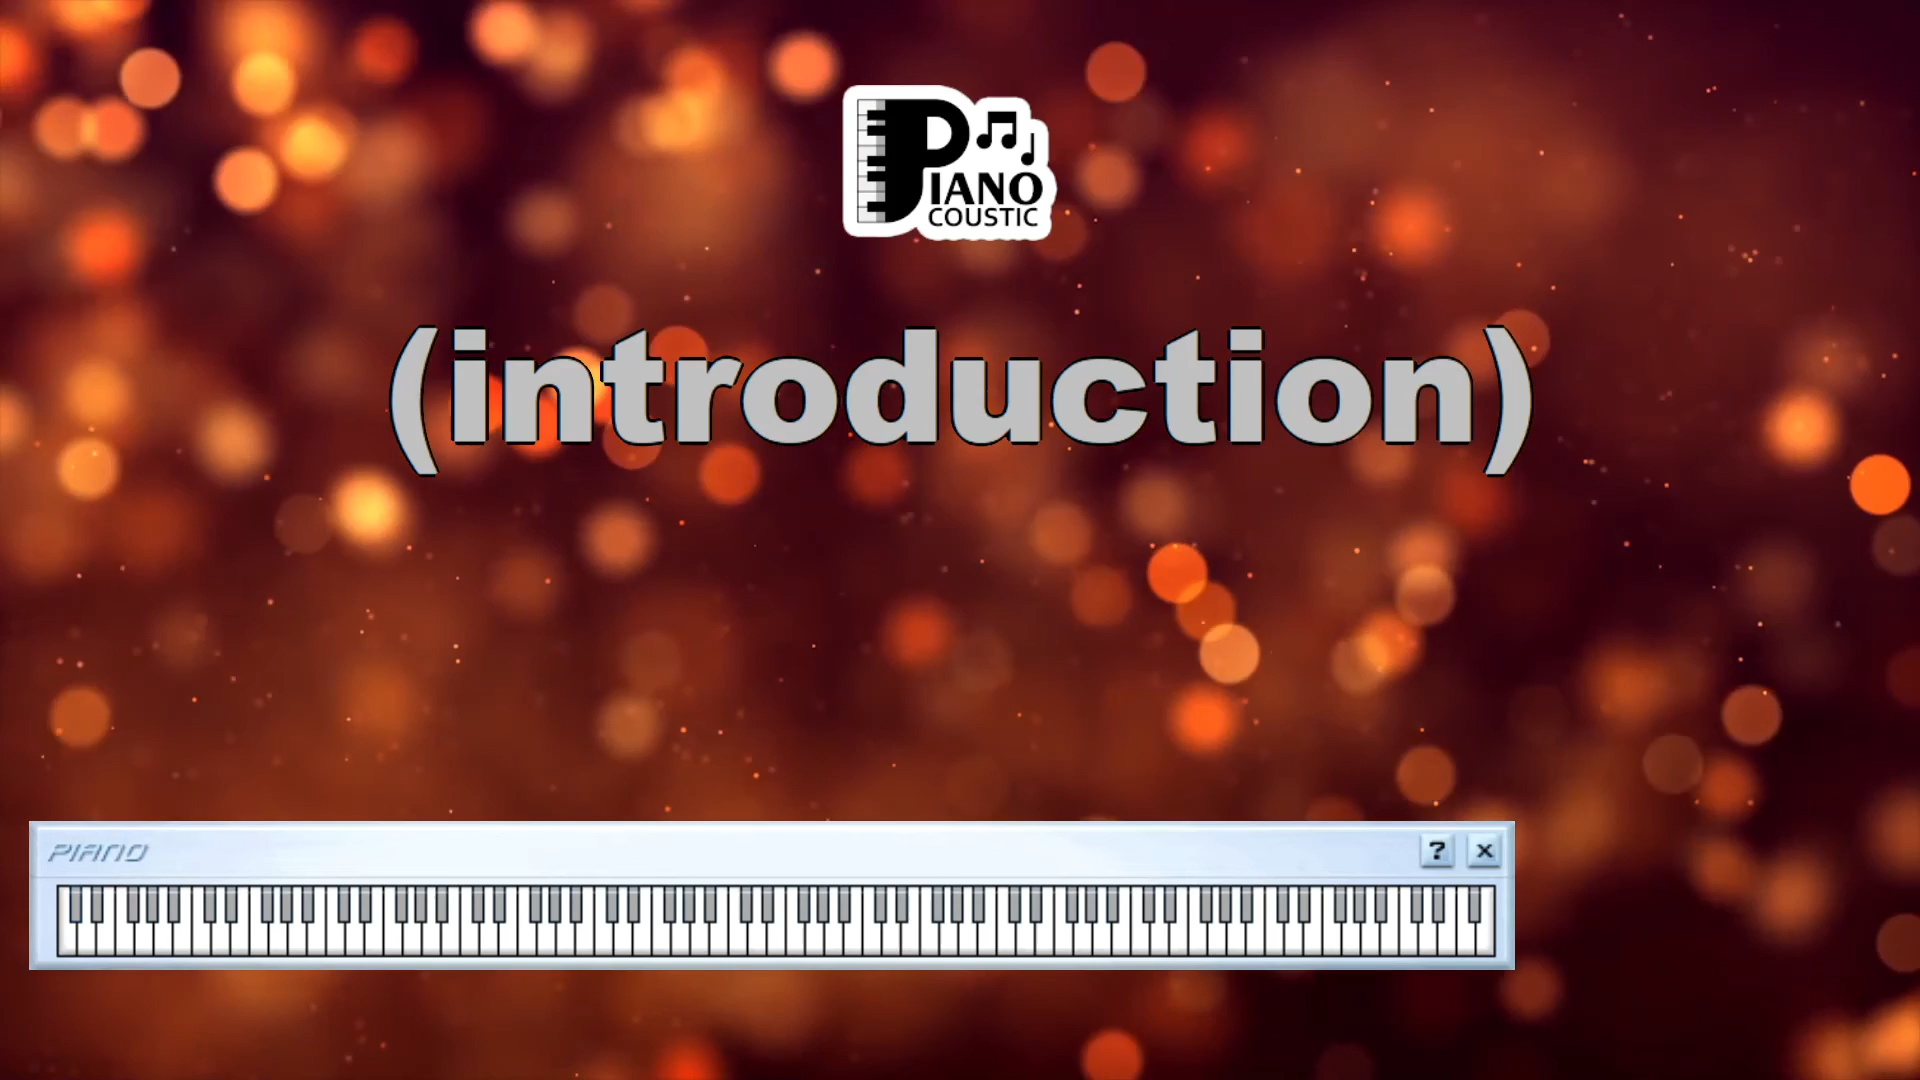 PIANO
COUSTIC
(introduction)
PIANO
?
×